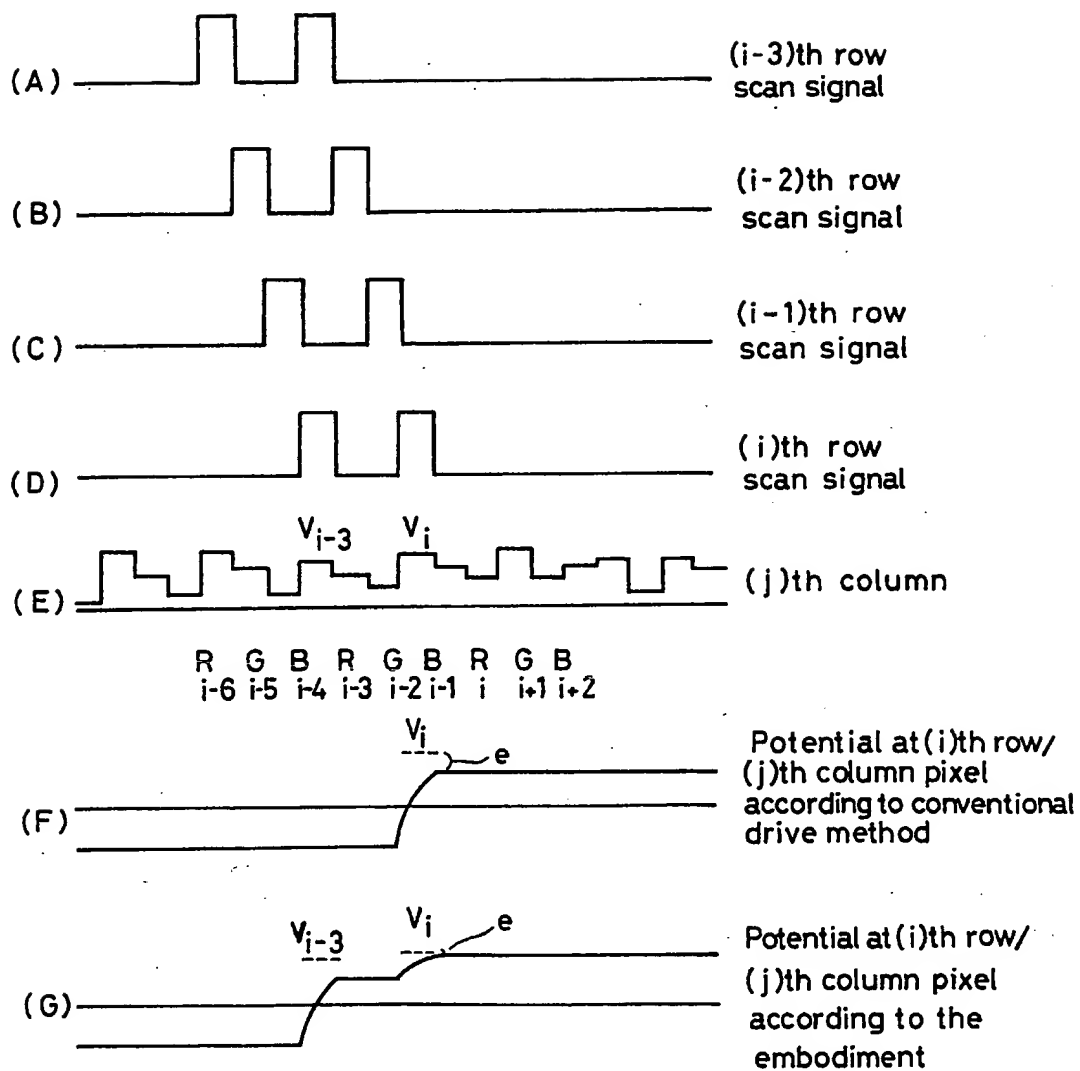 (A)
(i-3)th row
scan signal
(B)
(i-2)th row
scan signal
(C)
(i-1)th row
scan signal
(D)
(i)th row
scan signal
V i-3 V i
(E)
(j)th column
R G B R G B R G B
i-6 i-5 i-4 i-3 i-2 i-1 i i+1 i+2
V i
e
(F)
Potential at (i)th row/
(j)th column pixel
according to conventional
drive method
V i-3 V i
e
(G)
Potential at (i)th row/
(j)th column pixel
according to the
embodiment